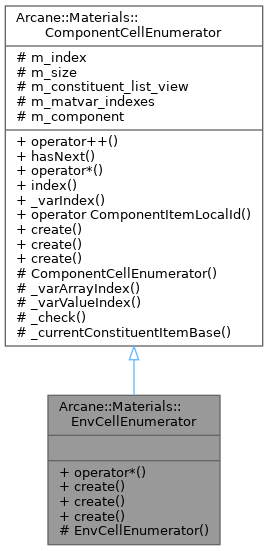 Arcane::Materials::
ComponentCellEnumerator
# m_index
# m_size
# m_constituent_list_view
# m_matvar_indexes
# m_component
+ operator++()
+ hasNext()
+ operator*()
+ index()
+ _varIndex()
+ operator ComponentItemLocalId()
+ create()
+ create()
+ create()
# ComponentCellEnumerator()
# _varArrayIndex()
# _varValueIndex()
# _check()
# _currentConstituentItemBase()
Arcane::Materials::
EnvCellEnumerator
+ operator*()
+ create()
+ create()
+ create()
# EnvCellEnumerator()